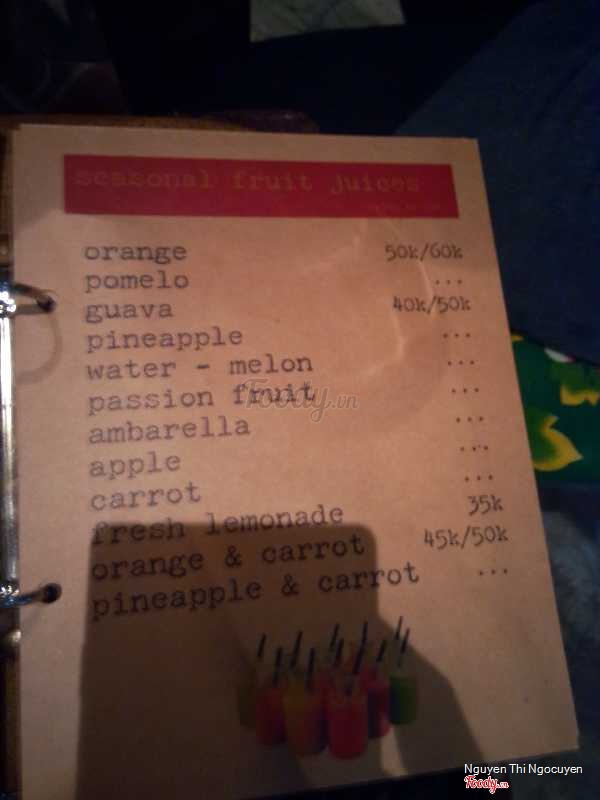 seasonal fruit juices
orange 50k/60k
pomelo ...
guava 40k/50k
pineapple ...
water - melon ...
passion fruit ...
Foody.vn
ambarella ...
apple ...
carrot ...
fresh lemonade 35k
orange & carrot 45k/50k
pineapple & carrot ...
Nguyen Thi Ngocuyen
Foody.vn